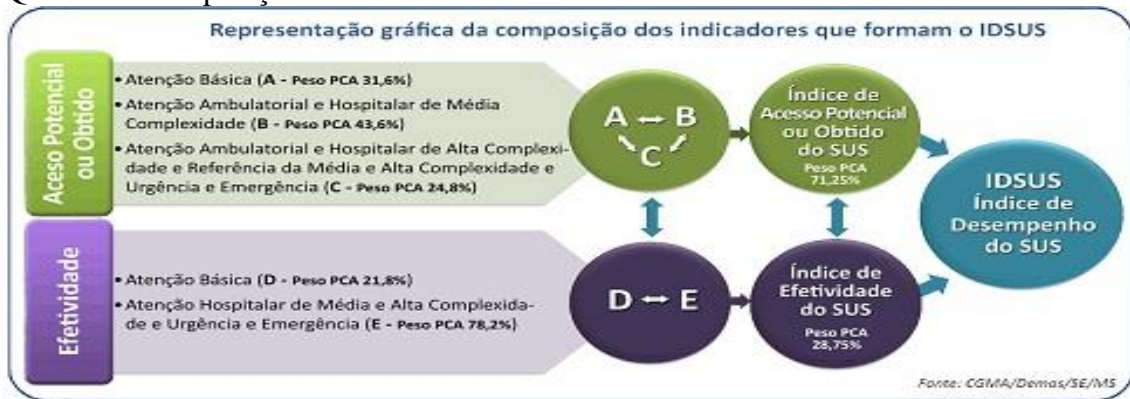 Representação gráfica da composição dos indicadores que formam o IDSUS
Aceso Potencial
ou Obtido
• Atenção Básica (A - Peso PCA 31,6%)
• Atenção Ambulatorial e Hospitalar de Média
Complexidade (B - Peso PCA 43,6%)
• Atenção Ambulatorial e Hospitalar de Alta Complexi-
dade e Referência da Média e Alta Complexidade e
Urgência e Emergência (C - Peso PCA 24,8%)
A B
C
Índice de
Acesso Potencial
ou Obtido
do SUS
Peso PCA
71,25%
IDSUS
Índice de
Desempenho
do SUS
Efetividade
• Atenção Básica (D - Peso PCA 21,8%)
• Atenção Hospitalar de Média e Alta Complexida-
de e Urgência e Emergência (E - Peso PCA 78,2%)
D E
Índice de
Efetividade
do SUS
Peso PCA
28,75%
Fonte: CGMA/Demas/SE/MS